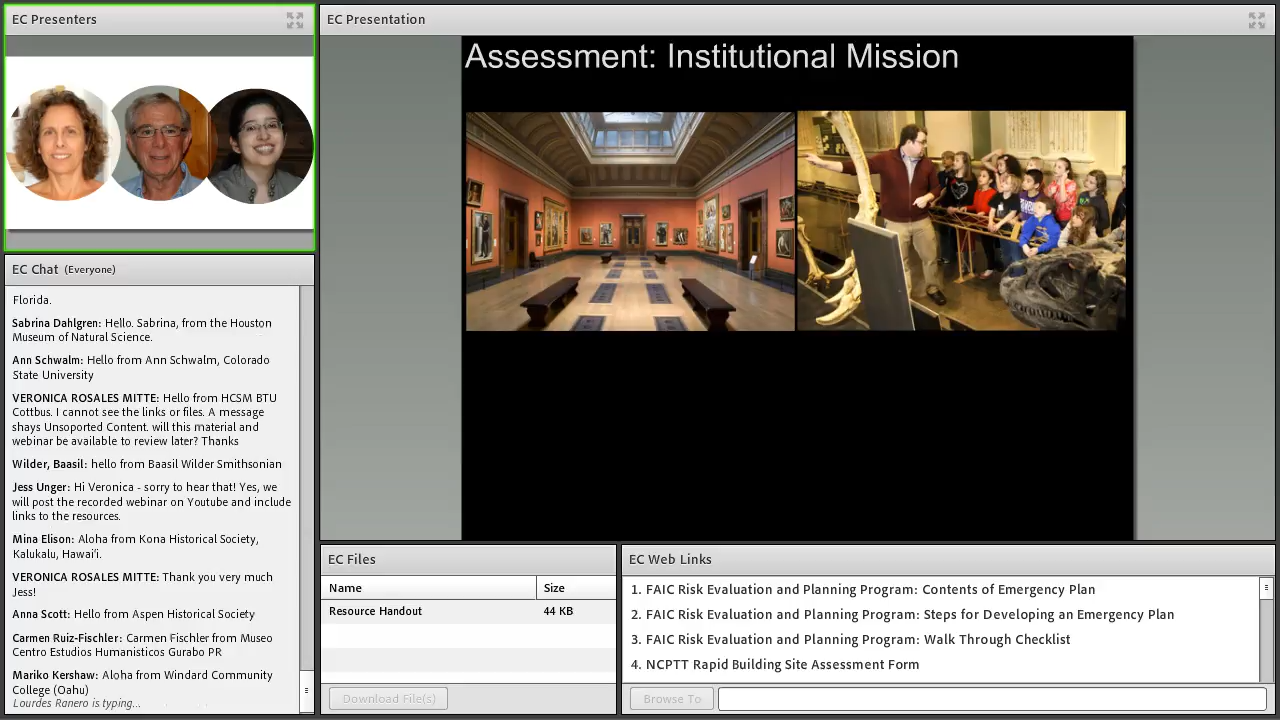 EC Presenters
EC Chat (Everyone)
Florida.
Sabrina Dahlgren: Hello. Sabrina, from the Houston
Museum of Natural Science.
Ann Schwalm: Hello from Ann Schwalm, Colorado
State University
VERONICA ROSALES MITTE: Hello from HCSM BTU
Cottbus. I cannot see the links or files. A message
shays Unsoported Content. will this material and
webinar be available to review later? Thanks
Wilder, Baasil: hello from Baasil Wilder Smithsonian
Jess Unger: Hi Veronica - sorry to hear that! Yes, we
will post the recorded webinar on Youtube and include
links to the resources.
Mina Elison: Aloha from Kona Historical Society,
Kalukalu, Hawai'i.
VERONICA ROSALES MITTE: Thank you very much
Jess!
Anna Scott: Hello from Aspen Historical Society
Carmen Ruiz-Fischler: Carmen Fischler from Museo
Centro Estudios Humanisticos Gurabo PR
Mariko Kershaw: Aloha from Windard Community
College (Oahu)
Lourdes Ranero is typing...
EC Presentation
Assessment: Institutional Mission
EC Files
Name Size
Resource Handout 44 KB
Download File(s)
EC Web Links
1. FAIC Risk Evaluation and Planning Program: Contents of Emergency Plan
2. FAIC Risk Evaluation and Planning Program: Steps for Developing an Emergency Plan
3. FAIC Risk Evaluation and Planning Program: Walk Through Checklist
4. NCPTT Rapid Building Site Assessment Form
Browse To